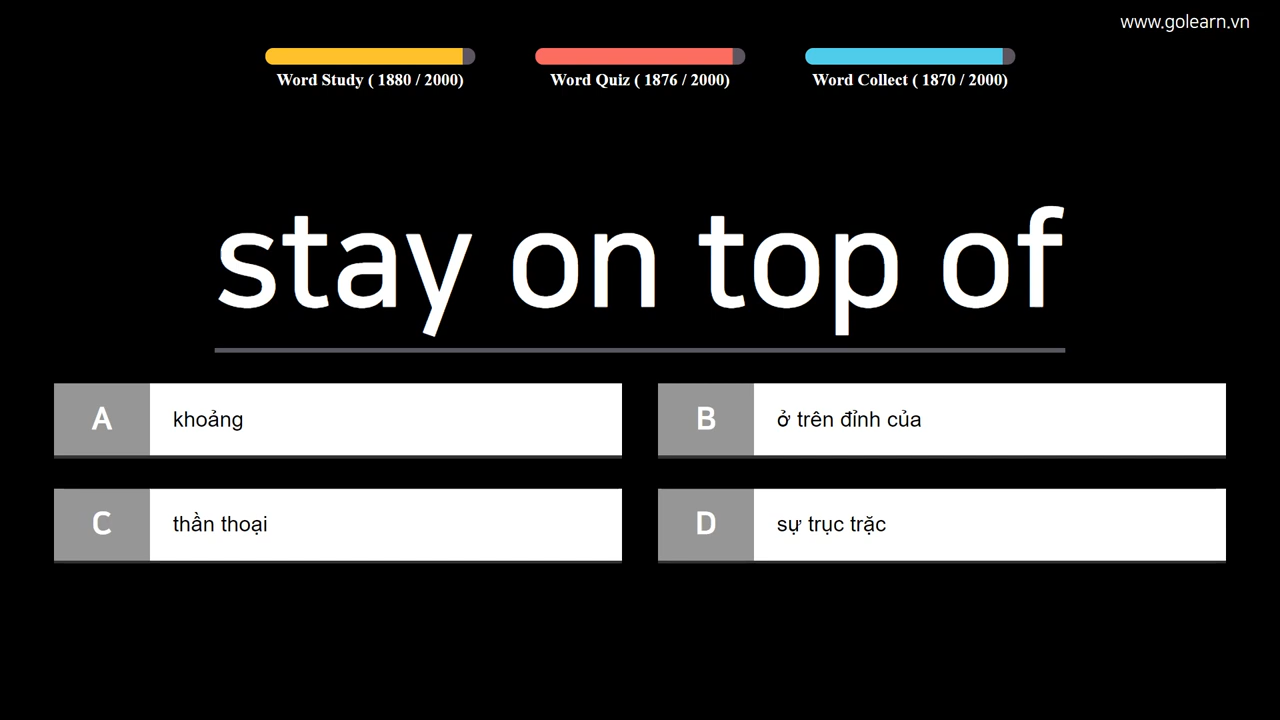 www.golearn.vn
Word Study ( 1880 / 2000)
Word Quiz ( 1876 / 2000)
Word Collect ( 1870 / 2000)
stay on top of
A khoảng
B ở trên đỉnh của
C thần thoại
D sự trục trặc